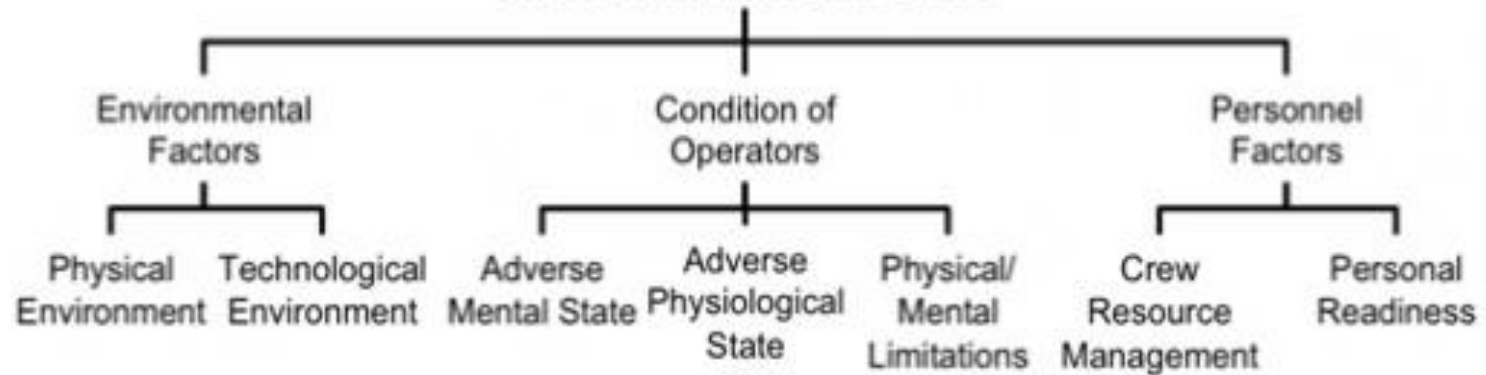 Environmental
Factors
Condition of
Operators
Personnel
Factors
Physical
Environment
Technological
Environment
Adverse
Mental State
Adverse
Physiological
State
Physical/
Mental
Limitations
Crew
Resource
Management
Personal
Readiness